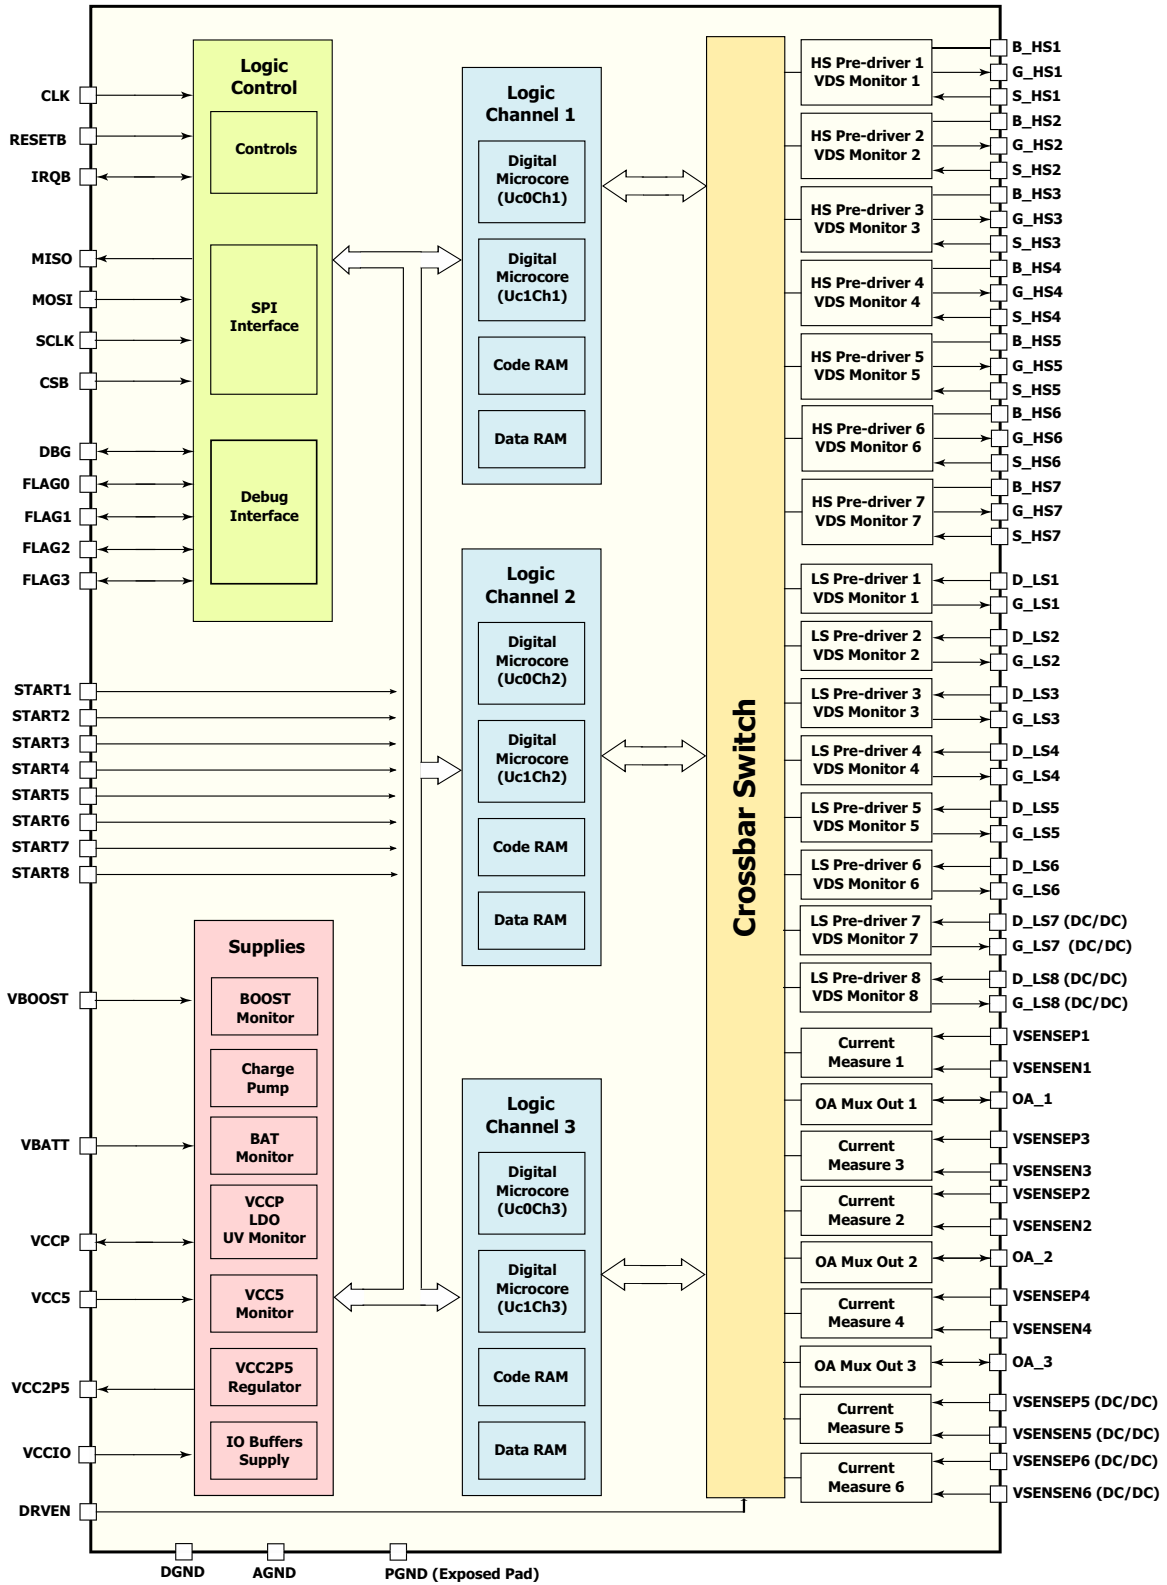 CLK
RESETB
IRQB
MISO
MOSI
SCLK
CSB
DBG
FLAG0
FLAG1
FLAG2
FLAG3
START1
START2
START3
START4
START5
START6
START7
START8
VBOOST
VBATT
VCCP
VCC5
VCC2P5
VCCIO
DRVEN
DGND
AGND
PGND (Exposed Pad)
Logic
Control
Controls
SPI
Interface
Debug
Interface
Supplies
BOOST
Monitor
Charge
Pump
BAT
Monitor
VCCP
LDO
UV Monitor
VCC5
Monitor
VCC2P5
Regulator
IO Buffers
Supply
Logic
Channel 1
Digital
Microcore
(Uc0Ch1)
Digital
Microcore
(Uc1Ch1)
Code RAM
Data RAM
Logic
Channel 2
Digital
Microcore
(Uc0Ch2)
Digital
Microcore
(Uc1Ch2)
Code RAM
Data RAM
Logic
Channel 3
Digital
Microcore
(Uc0Ch3)
Digital
Microcore
(Uc1Ch3)
Code RAM
Data RAM
Crossbar Switch
HS Pre-driver 1
VDS Monitor 1
HS Pre-driver 2
VDS Monitor 2
HS Pre-driver 3
VDS Monitor 3
HS Pre-driver 4
VDS Monitor 4
HS Pre-driver 5
VDS Monitor 5
HS Pre-driver 6
VDS Monitor 6
HS Pre-driver 7
VDS Monitor 7
LS Pre-driver 1
VDS Monitor 1
LS Pre-driver 2
VDS Monitor 2
LS Pre-driver 3
VDS Monitor 3
LS Pre-driver 4
VDS Monitor 4
LS Pre-driver 5
VDS Monitor 5
LS Pre-driver 6
VDS Monitor 6
LS Pre-driver 7
VDS Monitor 7
LS Pre-driver 8
VDS Monitor 8
Current
Measure 1
OA Mux Out 1
Current
Measure 3
Current
Measure 2
OA Mux Out 2
Current
Measure 4
OA Mux Out 3
Current
Measure 5
Current
Measure 6
B_HS1
G_HS1
S_HS1
B_HS2
G_HS2
S_HS2
B_HS3
G_HS3
S_HS3
B_HS4
G_HS4
S_HS4
B_HS5
G_HS5
S_HS5
B_HS6
G_HS6
S_HS6
B_HS7
G_HS7
S_HS7
D_LS1
G_LS1
D_LS2
G_LS2
D_LS3
G_LS3
D_LS4
G_LS4
D_LS5
G_LS5
D_LS6
G_LS6
D_LS7 (DC/DC)
G_LS7 (DC/DC)
D_LS8 (DC/DC)
G_LS8 (DC/DC)
VSENSEP1
VSENSEN1
OA_1
VSENSEP3
VSENSEN3
VSENSEP2
VSENSEN2
OA_2
VSENSEP4
VSENSEN4
OA_3
VSENSEP5 (DC/DC)
VSENSEN5 (DC/DC)
VSENSEP6 (DC/DC)
VSENSEN6 (DC/DC)